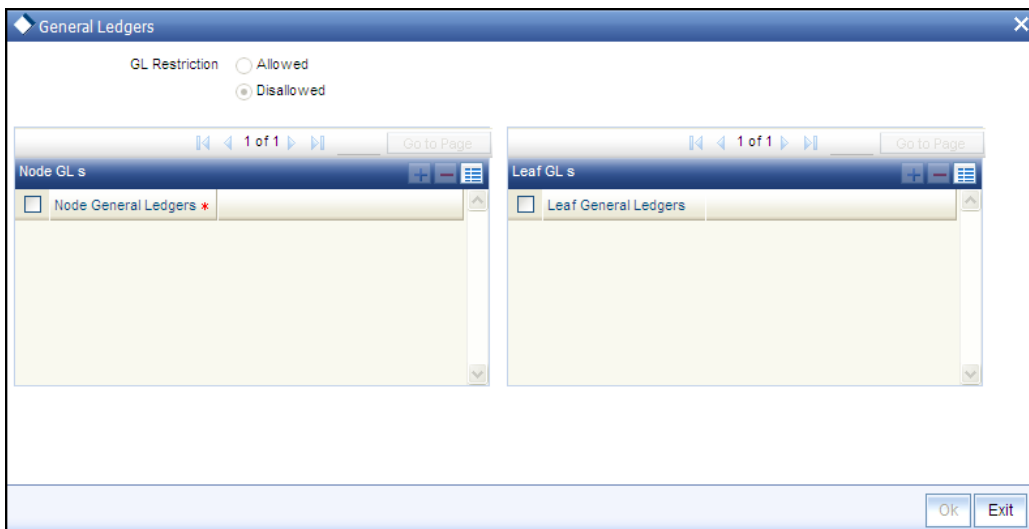 General Ledgers
GL Restriction
Allowed
Disallowed
1 of 1
Go to Page
Node GL s
Node General Ledgers *
1 of 1
Go to Page
Leaf GL s
Leaf General Ledgers
Ok
Exit